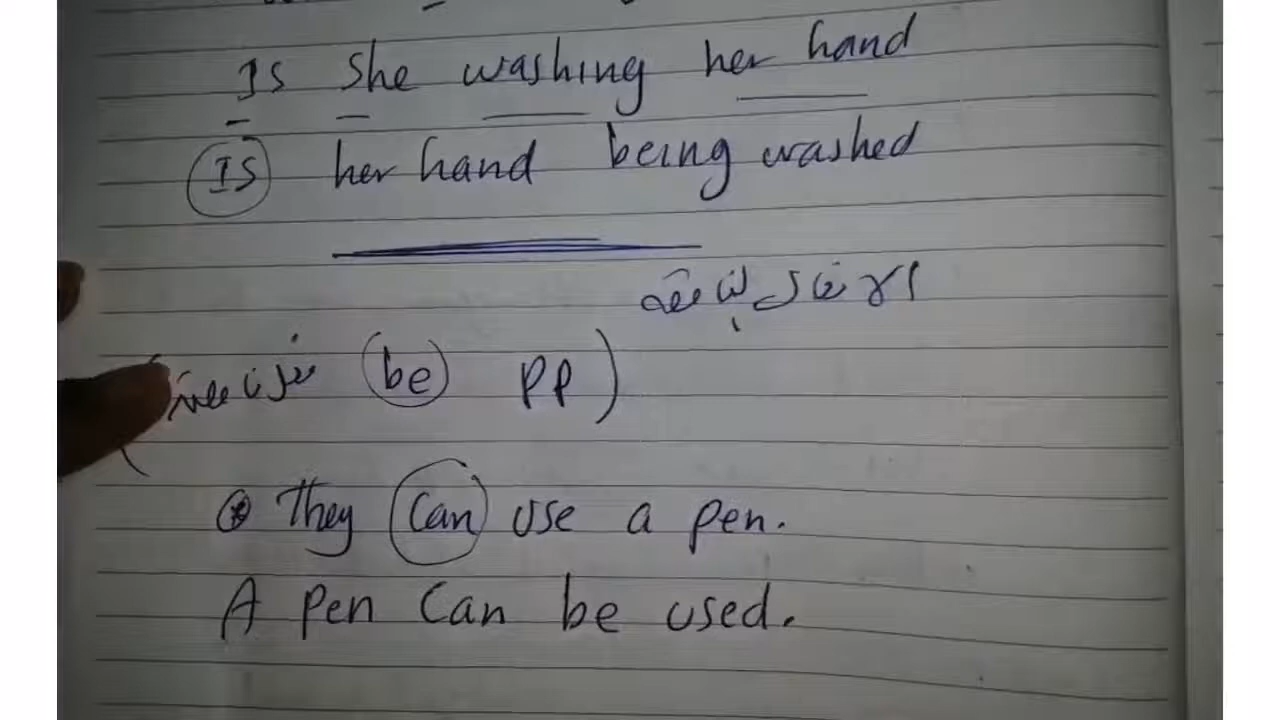 Is she washing her hand
Is her hand being washed
الافعال الناقصه
be PP)
They can use a pen.
A pen can be used.